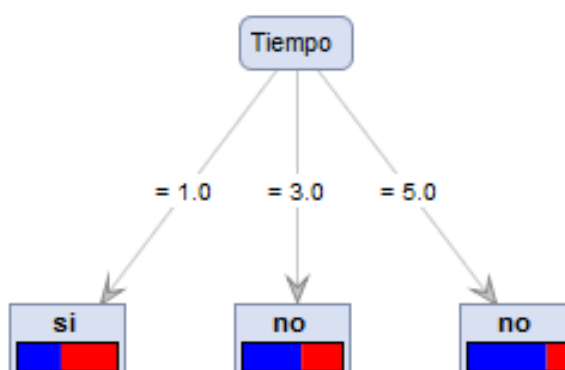 Tiempo
= 1.0 = 3.0 = 5.0
si no no